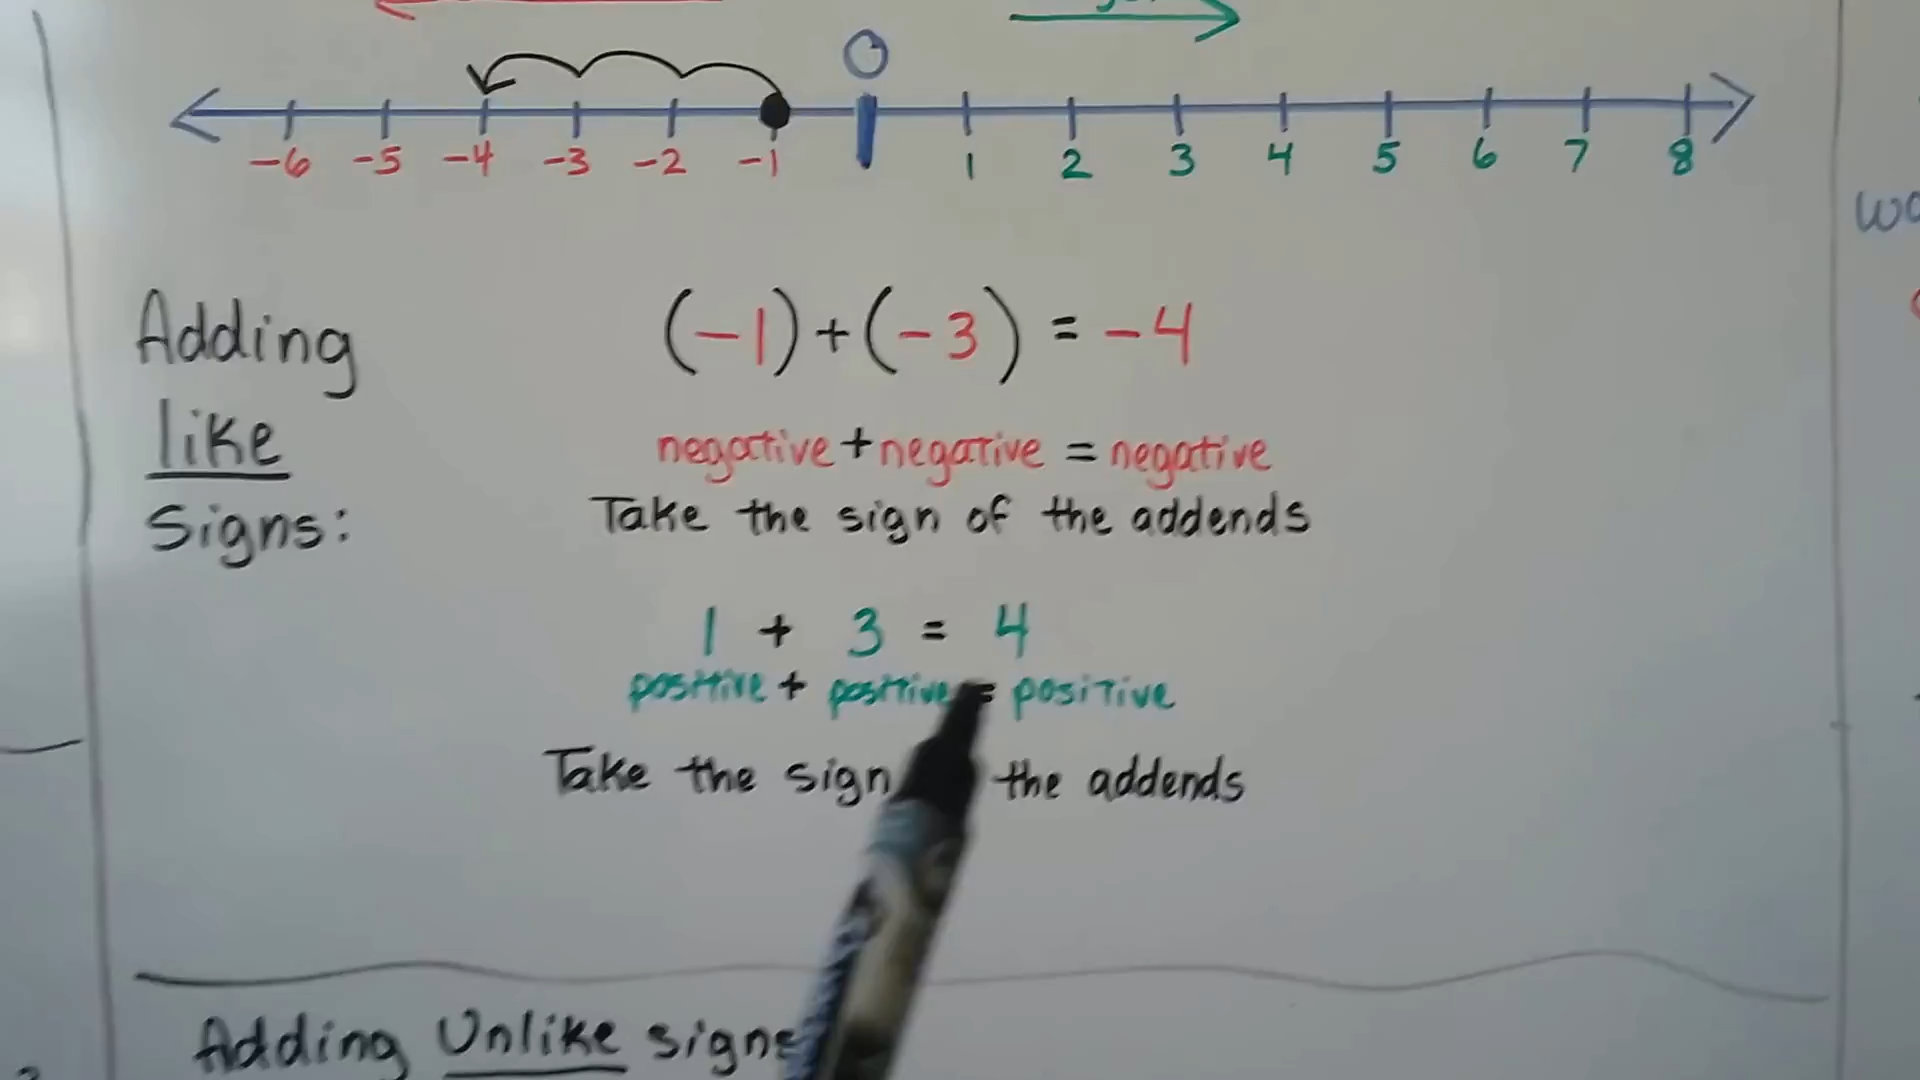 0
-6 -5 -4 -3 -2 -1 1 2 3 4 5 6 7 8
Adding
like
Signs:
(-1)+(-3) = -4
negative + negative = negative
Take the sign of the addends
1 + 3 = 4
positive + positive = positive
Take the sign the addends
Adding Unlike signs